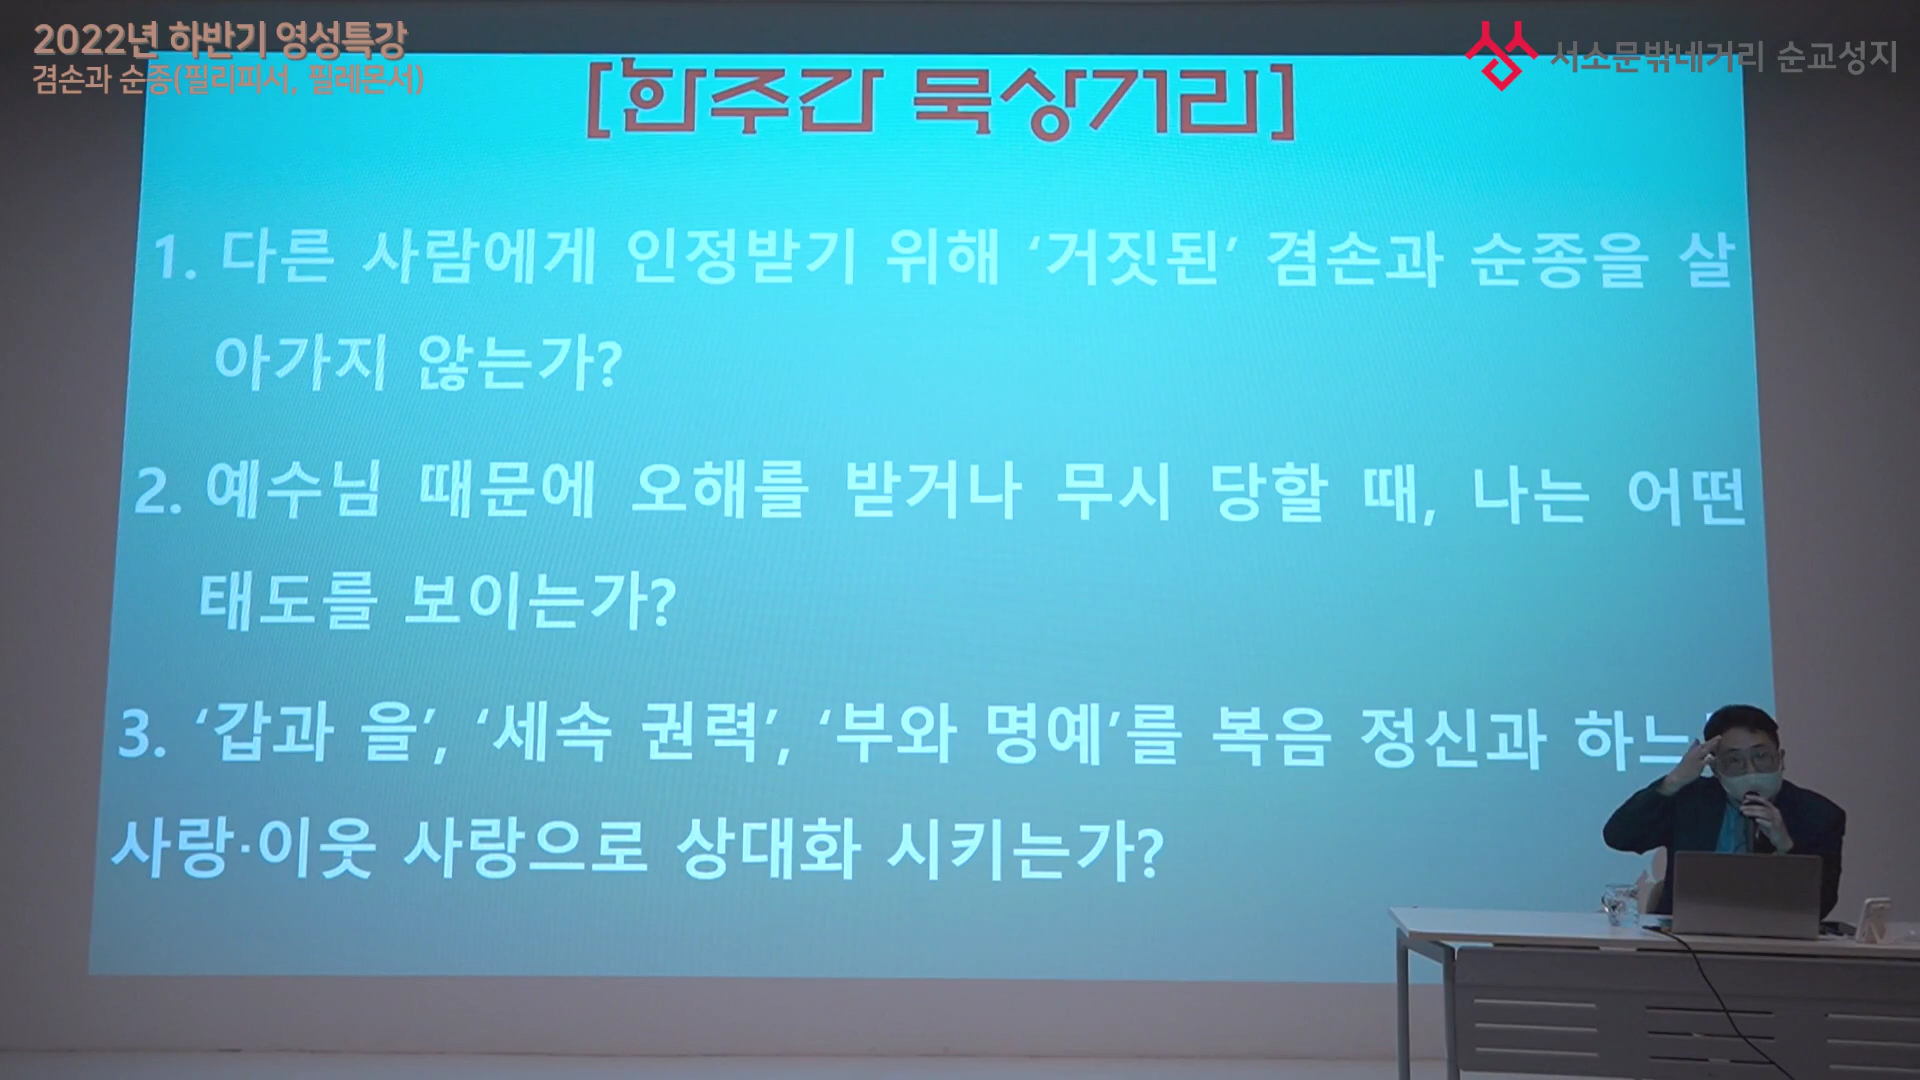 2022년 하반기 영성특강
겸손과 순종(필리피서, 필레몬서)
서소문밖네거리 순교성지
[한주간 묵상거리]
1. 다른 사람에게 인정받기 위해 ‘거짓된’ 겸손과 순종을 살
아가지 않는가?
2. 예수님 때문에 오해를 받거나 무시 당할 때, 나는 어떤
태도를 보이는가?
3. ‘갑과 을’, ‘세속 권력’, ‘부와 명예’를 복음 정신과 하느
사랑·이웃 사랑으로 상대화 시키는가?